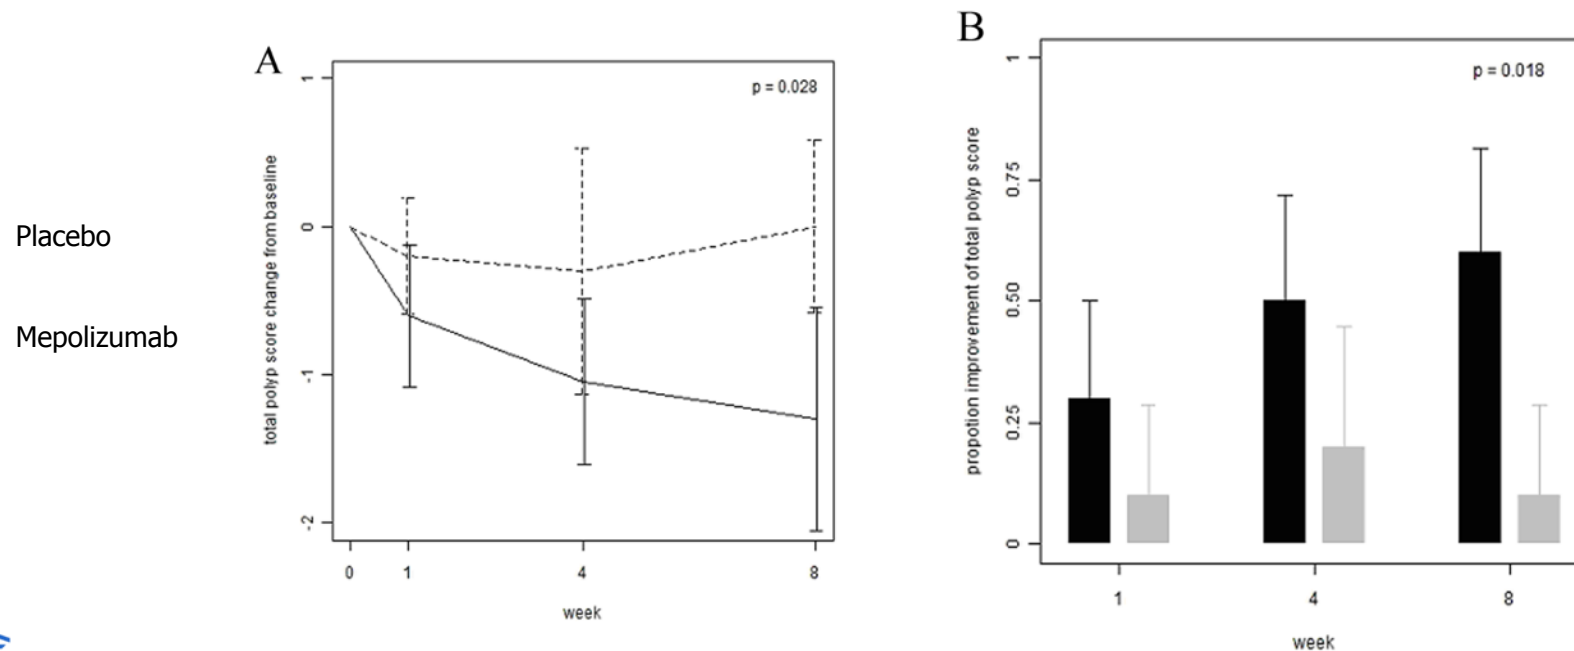 Placebo
Mepolizumab
A
p = 0.028
total polyp score change from baseline
1
0
-1
-2
0 1 4 8
week
B
p = 0.018
propotion improvement of total polyp score
1
0.75
0.50
0.25
0
1 4 8
week